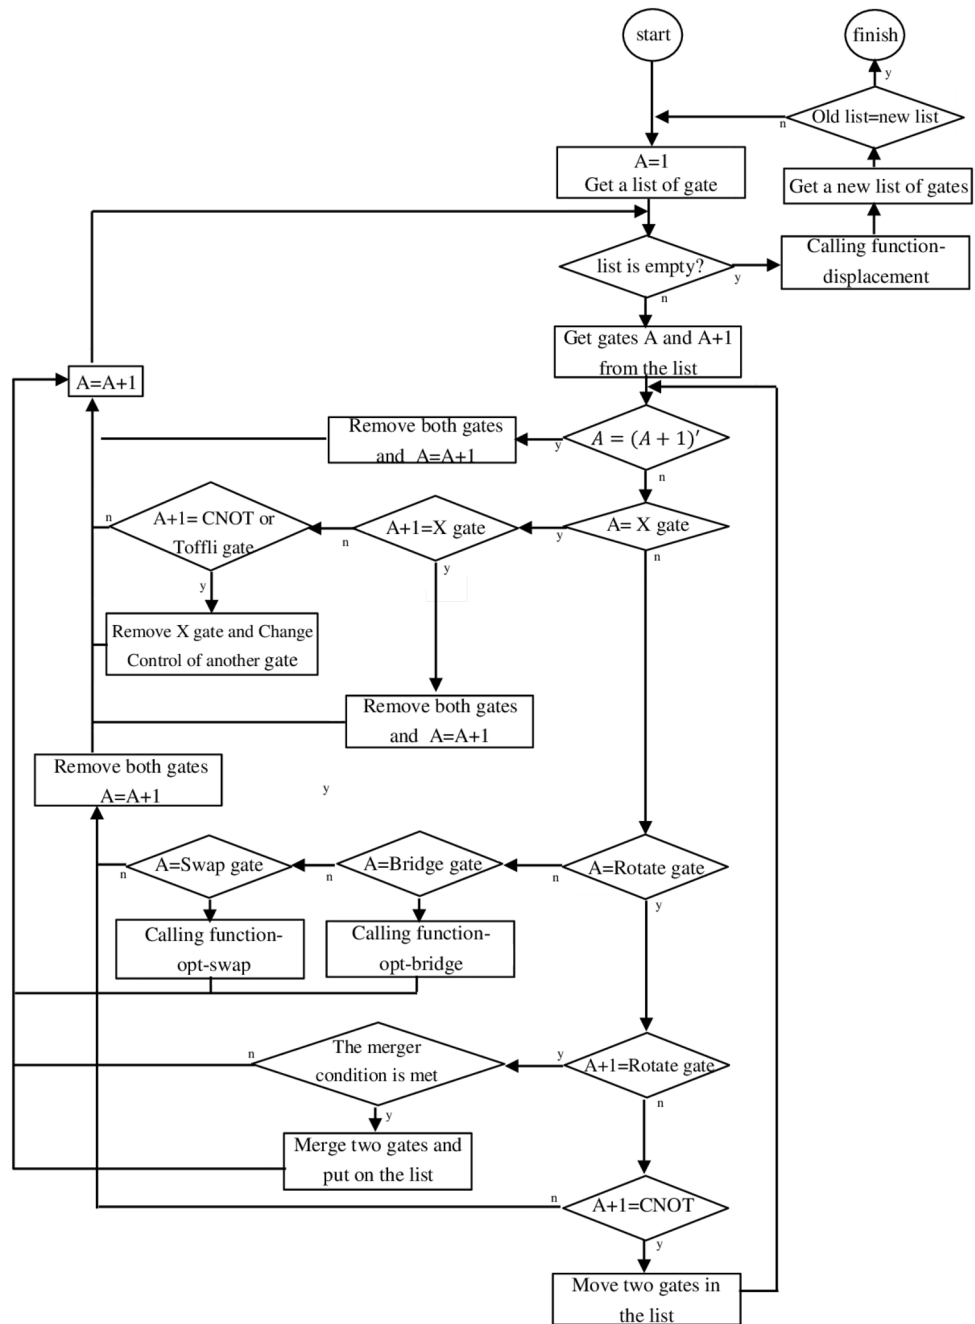 start
finish
y
Old list=new list
n
A=1
Get a list of gate
Get a new list of gates
Calling function-
displacement
list is empty?
y
n
Get gates A and A+1
from the list
A=A+1
Remove both gates
and A=A+1
y
A = (A + 1)′
n
n
A+1= CNOT or
Toffli gate
n
A+1=X gate
y
A= X gate
n
y
y
Remove X gate and Change
Control of another gate
Remove both gates
and A=A+1
Remove both gates
A=A+1
y
n
A=Swap gate
n
A=Bridge gate
n
A=Rotate gate
y
Calling function-
opt-swap
Calling function-
opt-bridge
n
The merger
condition is met
y
A+1=Rotate gate
n
y
Merge two gates and
put on the list
n
A+1=CNOT
y
Move two gates in
the list